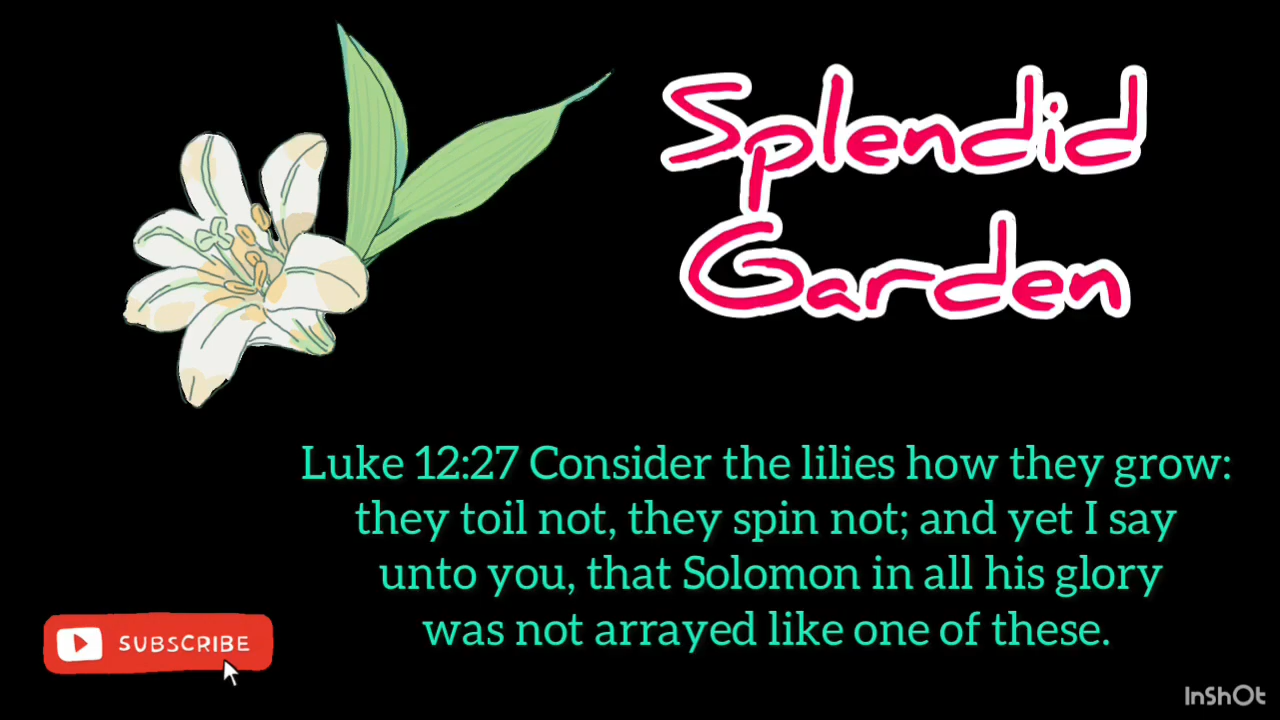 Splendid
Garden
Luke 12:27 Consider the lilies how they grow:
they toil not, they spin not; and yet I say
unto you, that Solomon in all his glory
was not arrayed like one of these.
SUBSCRIBE
InShOt